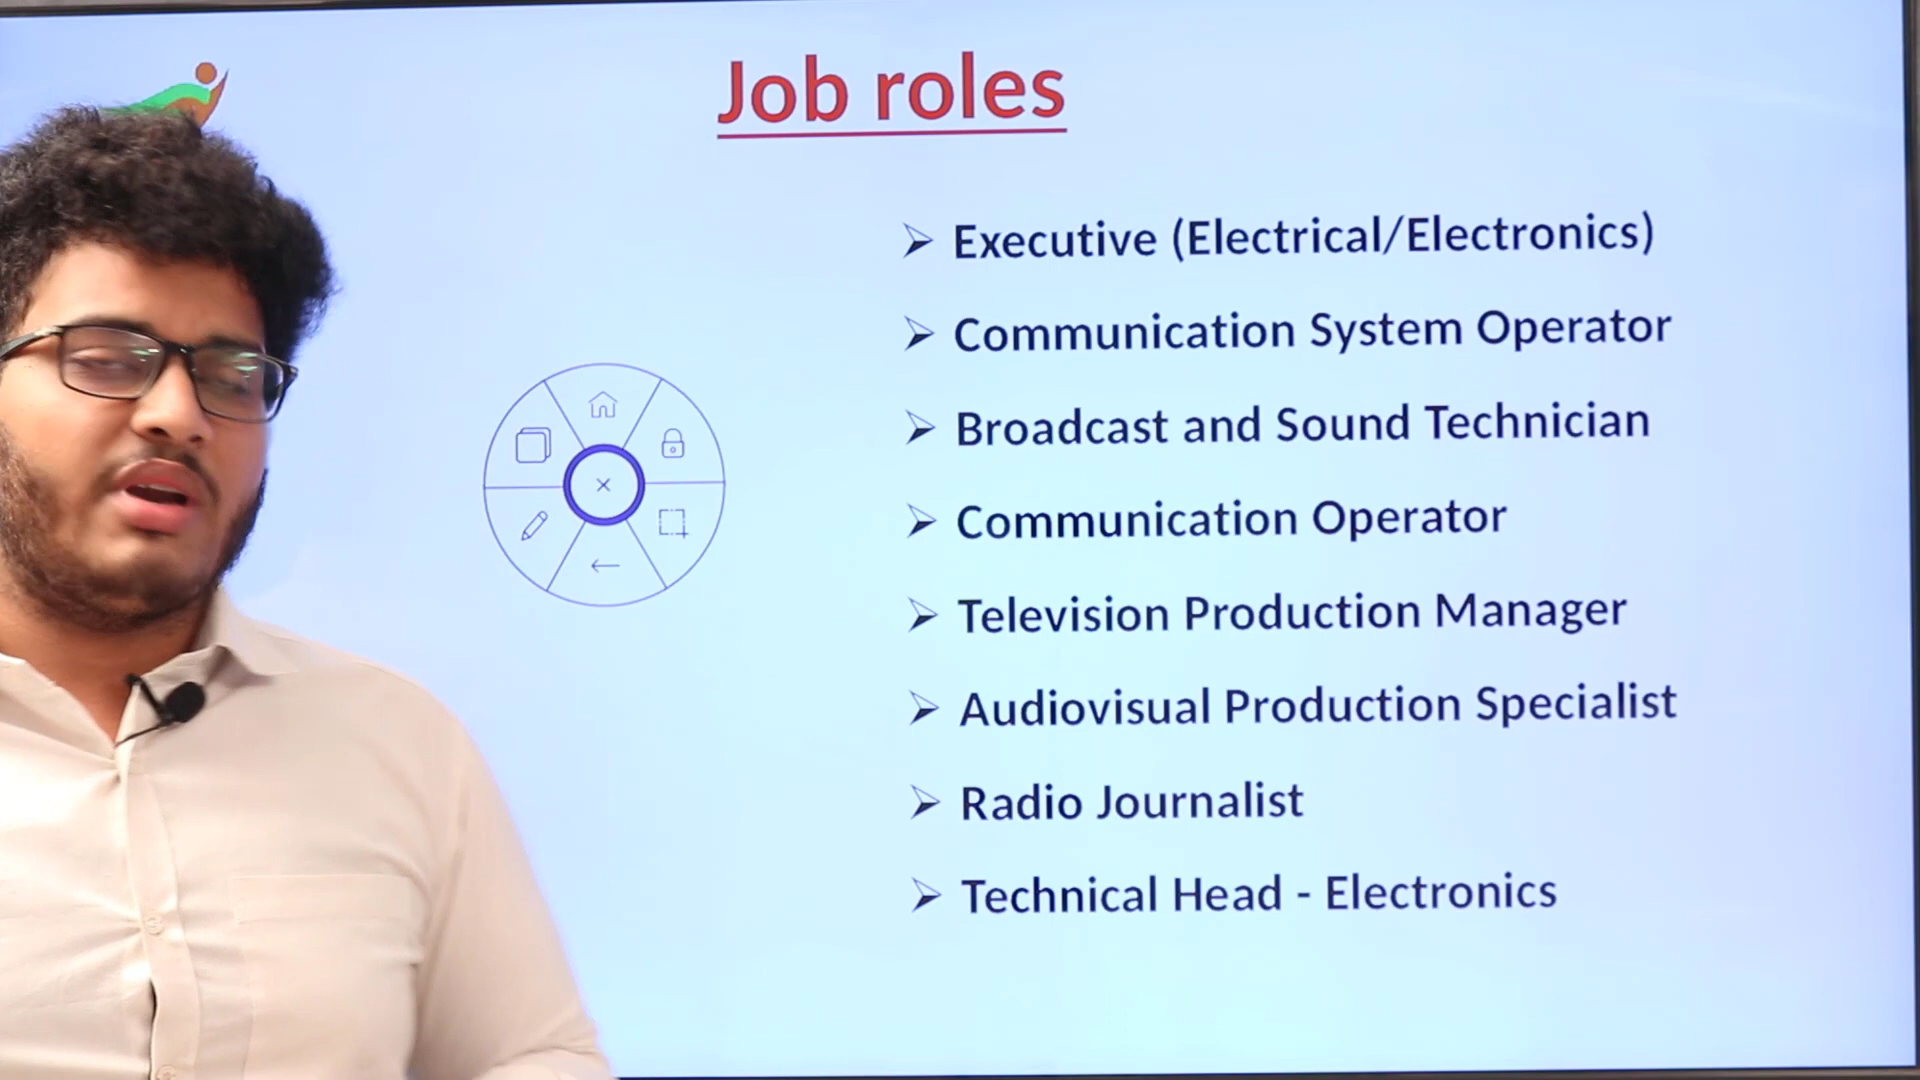 Job roles
Executive (Electrical/Electronics)
Communication System Operator
Broadcast and Sound Technician
Communication Operator
Television Production Manager
Audiovisual Production Specialist
Radio Journalist
Technical Head - Electronics